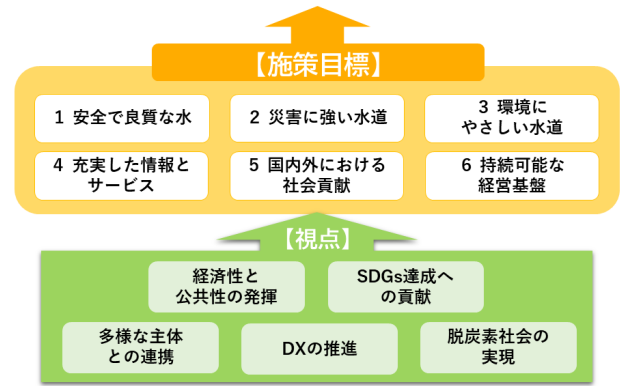 【施策目標】
1 安全で良質な水
2 災害に強い水道
3 環境に
やさしい水道
4 充実した情報と
サービス
5 国内外における
社会貢献
6 持続可能な
経営基盤
【視点】
経済性と
公共性の発揮
SDGs達成へ
の貢献
多様な主体
との連携
DXの推進
脱炭素社会の
実現